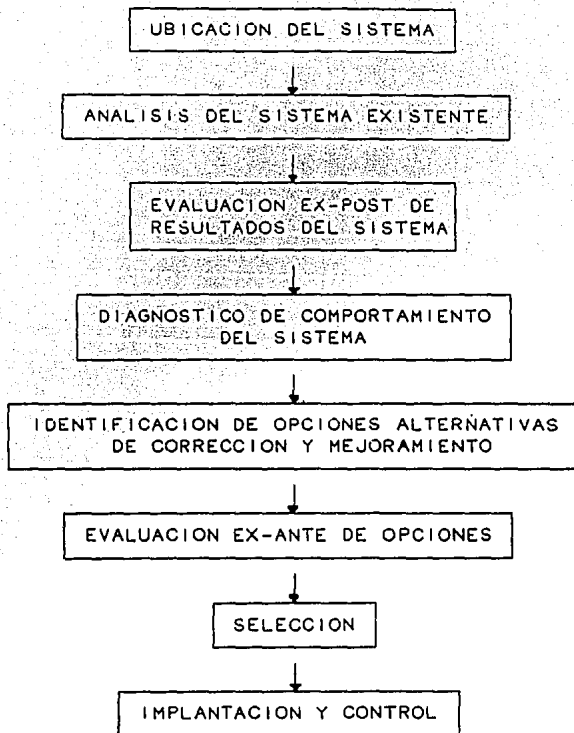 UBICACION DEL SISTEMA
ANALISIS DEL SISTEMA EXISTENTE
EVALUACION EX-POST DE
RESULTADOS DEL SISTEMA
DIAGNOSTICO DE COMPORTAMIENTO
DEL SISTEMA
IDENTIFICACION DE OPCIONES ALTERNATIVAS
DE CORRECCION Y MEJORAMIENTO
EVALUACION EX-ANTE DE OPCIONES
SELECCION
IMPLANTACION Y CONTROL